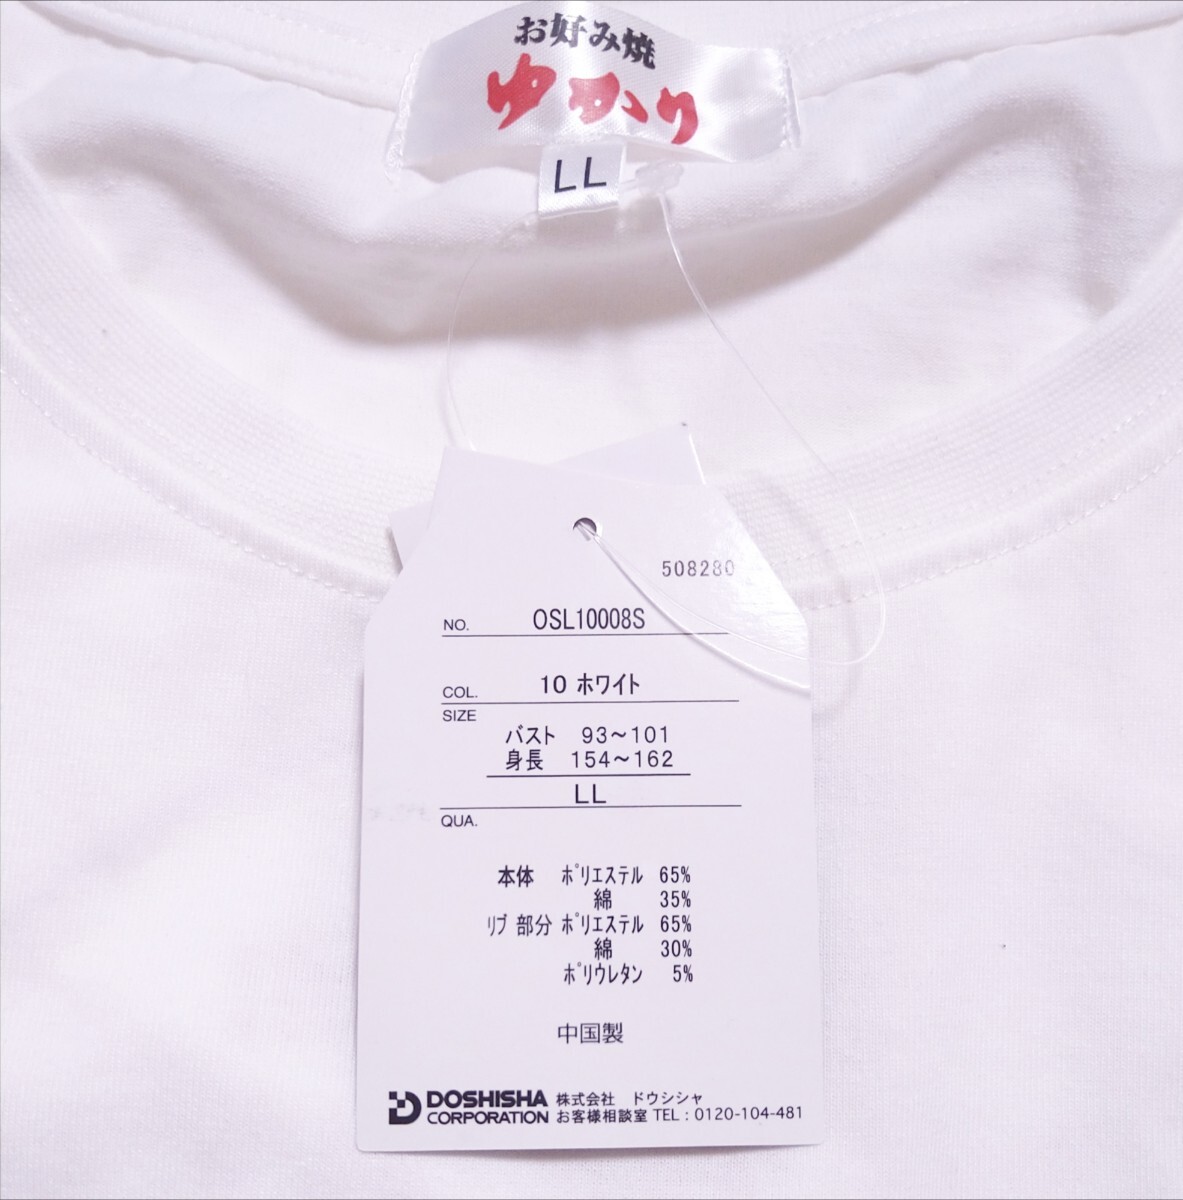 お好み焼
ゆかり
LL
508280
NO. OSL10008S
COL. 10 ホワイト
SIZE
バスト 93～101
身長 154～162
LL
QUA.
本体 ﾎﾟﾘｴｽﾃﾙ 65%
綿 35%
ﾘﾌﾞ 部分 ﾎﾟﾘｴｽﾃﾙ 65%
綿 30%
ﾎﾟﾘｳﾚﾀﾝ 5%
中国製
DOSHISHA 株式会社 ドウシシャ
CORPORATION お客様相談室 TEL：0120-104-481